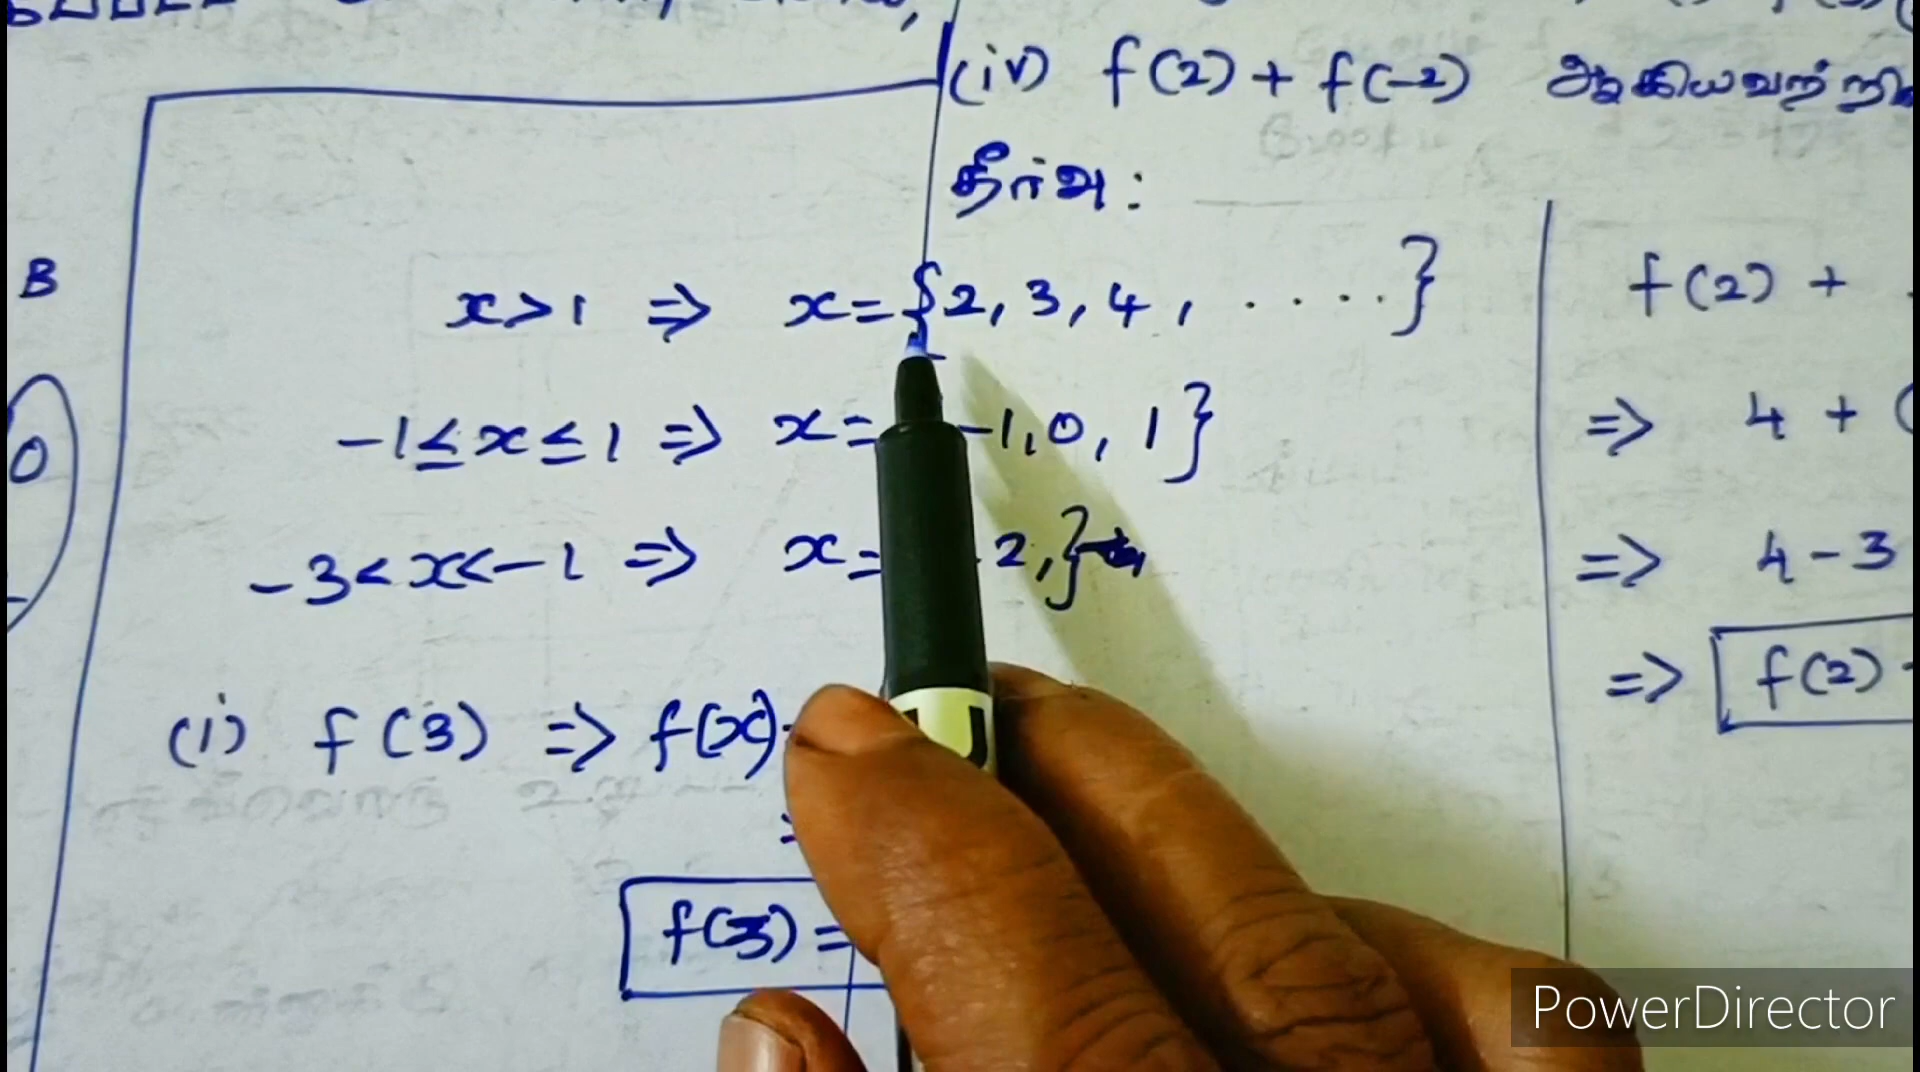 (iv) f(2) + f(-2) ஆகியவற்றி
தீர்வு :
B
x > 1 ⇒ x = {2, 3, 4, ....}
-1 ≤ x ≤ 1 ⇒ x = -1, 0, 1}
-3 < x < -1 ⇒ x = 2, }
0
(i) f(3) ⇒ f(x)
f(3) =
f(2) +
⇒ 4 + (
⇒ 4 - 3
⇒ f(2)
PowerDirector